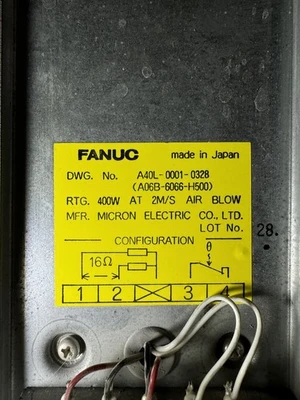 FANUC made in Japan
DWG. No. A40L-0001-0328
(A06B-6066-H500)
RTG. 400W AT 2M/S AIR BLOW
MFR. MICRON ELECTRIC CO., LTD.
LOT No. 28.
CONFIGURATION
θ
16Ω
1 2 3 4